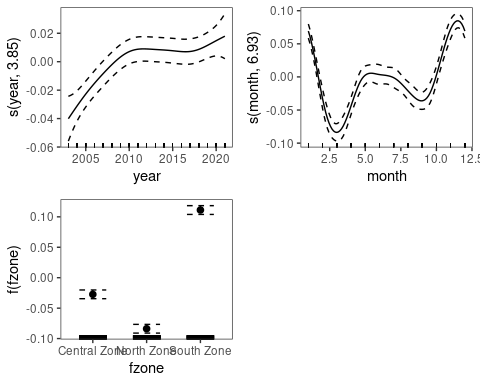 s(year, 3.85)
0.02
0.00
-0.02
-0.04
-0.06
2005
2010
2015
2020
year
s(month, 6.93)
0.10
0.05
0.00
-0.05
-0.10
2.5
5.0
7.5
10.0
12.5
month
f(fzone)
0.10
0.05
0.00
-0.05
-0.10
Central Zone
North Zone
South Zone
fzone